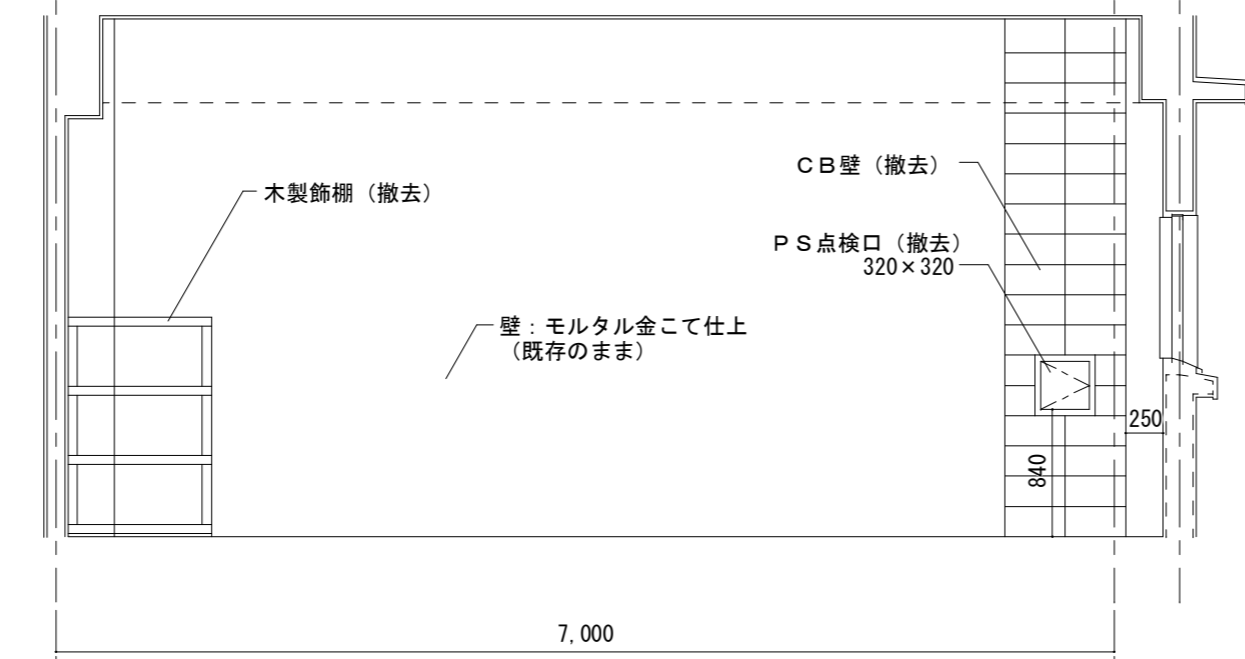 CB壁（撤去）
木製飾棚（撤去）
PS点検口（撤去）
320×320
壁：モルタル金こて仕上
（既存のまま）
250
840
7,000